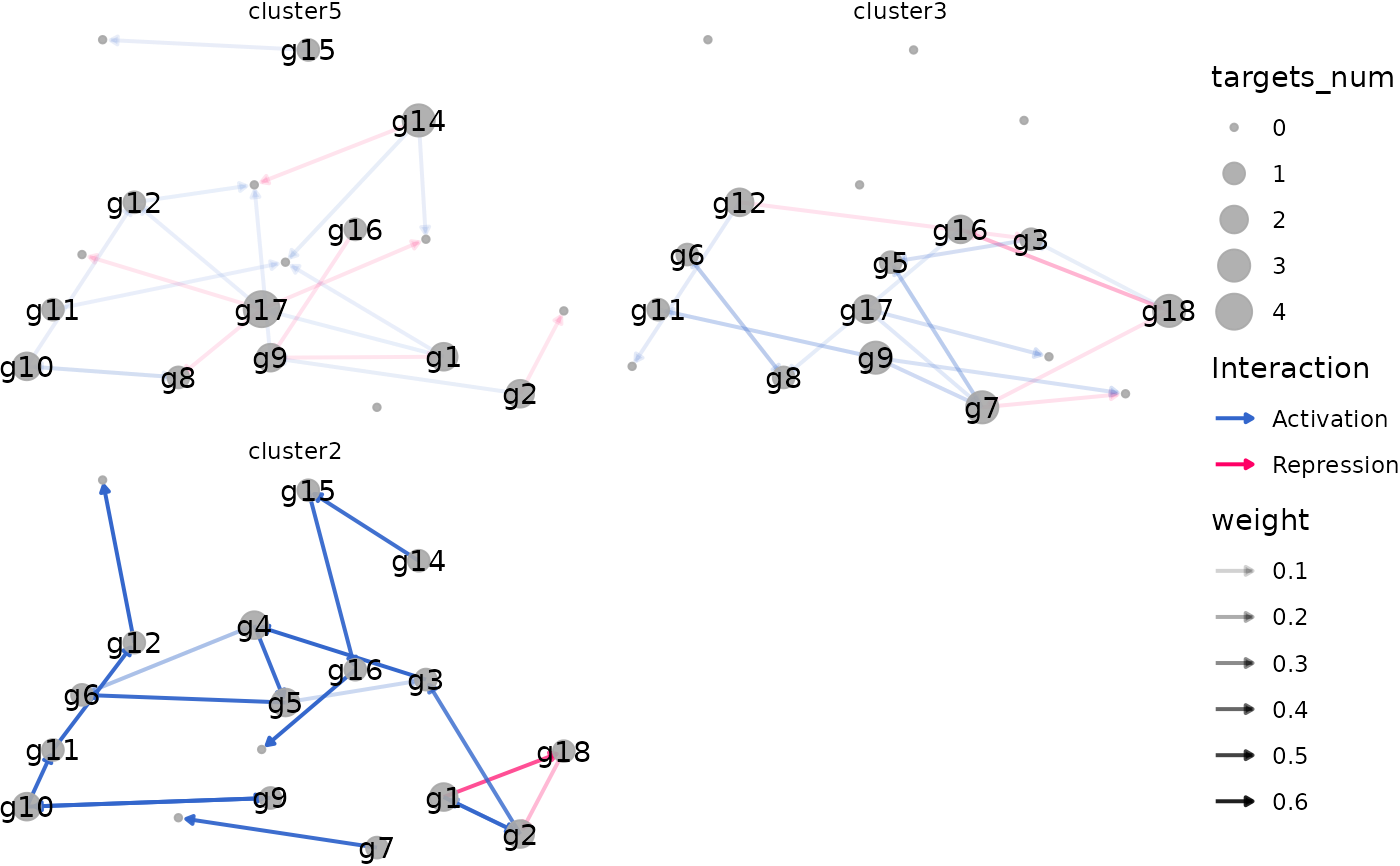 cluster5
g15
g14
g12
g16
g11
g17
g10
g8
g9
g1
g2
cluster3
g12
g16
g3
g6
g5
g11
g17
g18
g9
g8
g7
cluster2
g15
g14
g4
g12
g16
g3
g6
g5
g11
g18
g10
g9
g1
g2
g7
targets_num
0
1
2
3
4
Interaction
Activation
Repression
weight
0.1
0.2
0.3
0.4
0.5
0.6